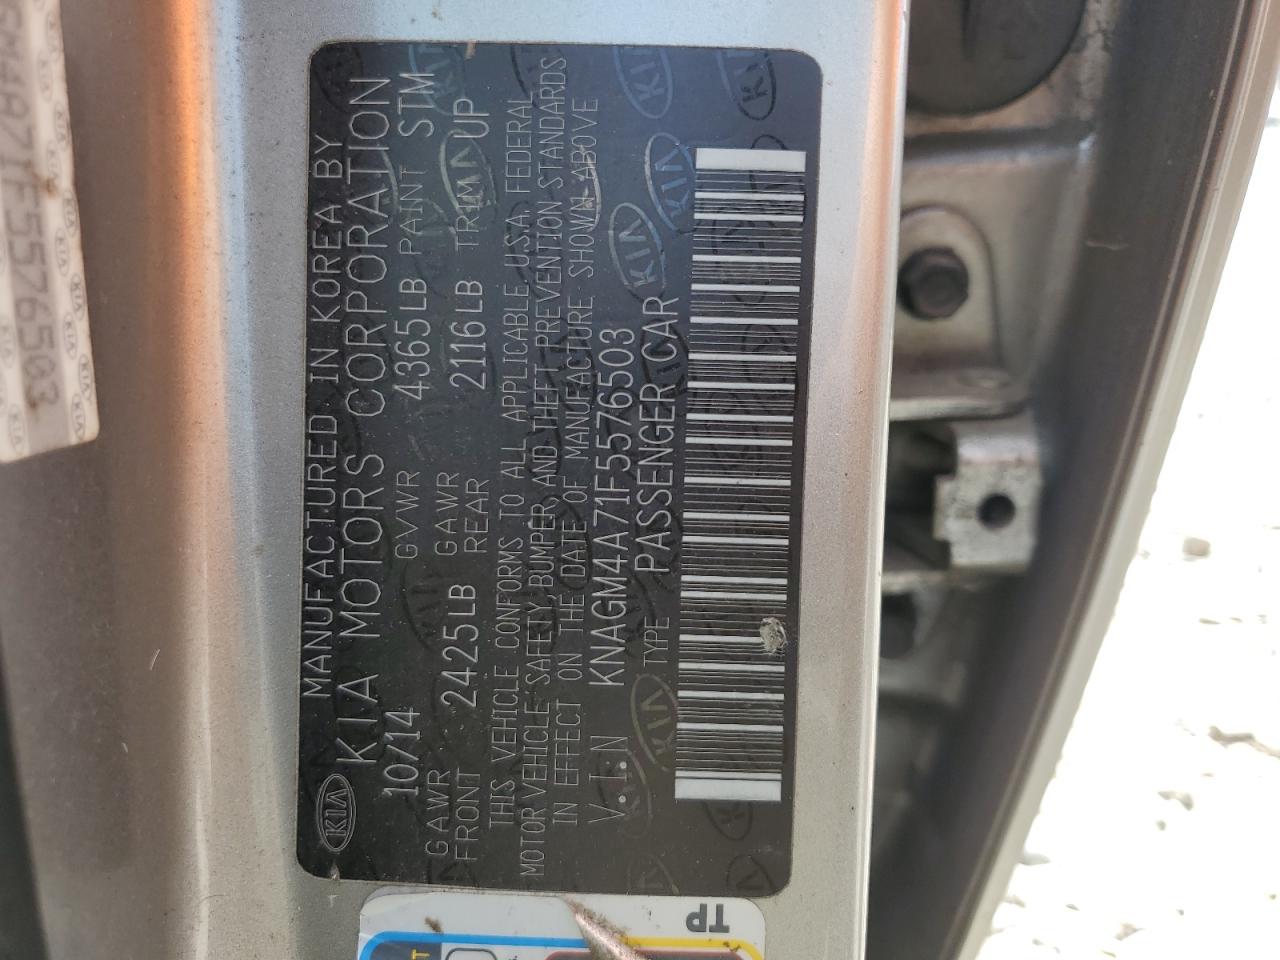 MANUFACTURED IN KOREA BY
KIA KIA MOTORS CORPORATION
10/14 GVWR 4365LB PAINT STM
GAWR FRONT 2425LB GAWR REAR 2116LB TRIM UP
THIS VEHICLE CONFORMS TO ALL APPLICABLE USA, FEDERAL
MOTOR VEHICLE SAFETY, BUMPER, AND THEFT PREVENTION STANDARDS
IN EFFECT ON THE DATE OF MANUFACTURE SHOWN ABOVE
V.I.N KNAGM4A71F5576503
TYPE PASSENGER CAR
71F5576503
TP